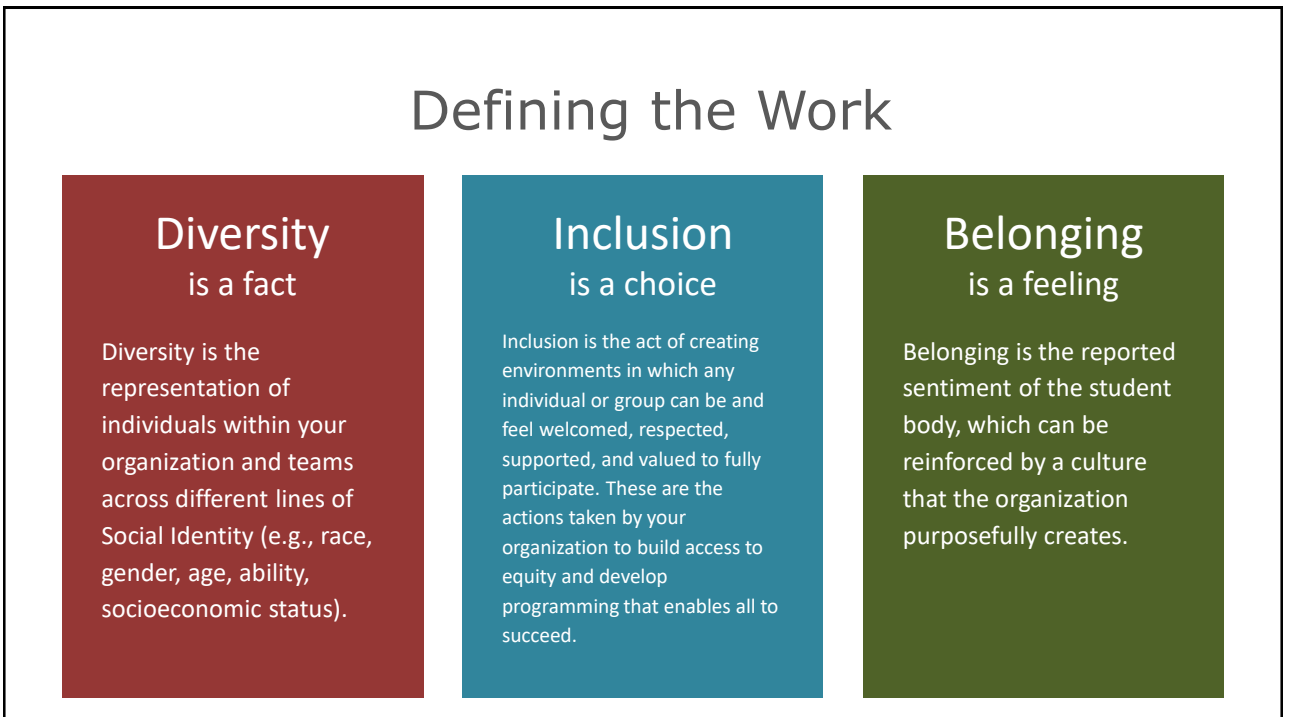 Defining the Work
Diversity
is a fact
Diversity is the
representation of
individuals within your
organization and teams
across different lines of
Social Identity (e.g., race,
gender, age, ability,
socioeconomic status).
Inclusion
is a choice
Inclusion is the act of creating
environments in which any
individual or group can be and
feel welcomed, respected,
supported, and valued to fully
participate. These are the
actions taken by your
organization to build access to
equity and develop
programming that enables all to
succeed.
Belonging
is a feeling
Belonging is the reported
sentiment of the student
body, which can be
reinforced by a culture
that the organization
purposefully creates.